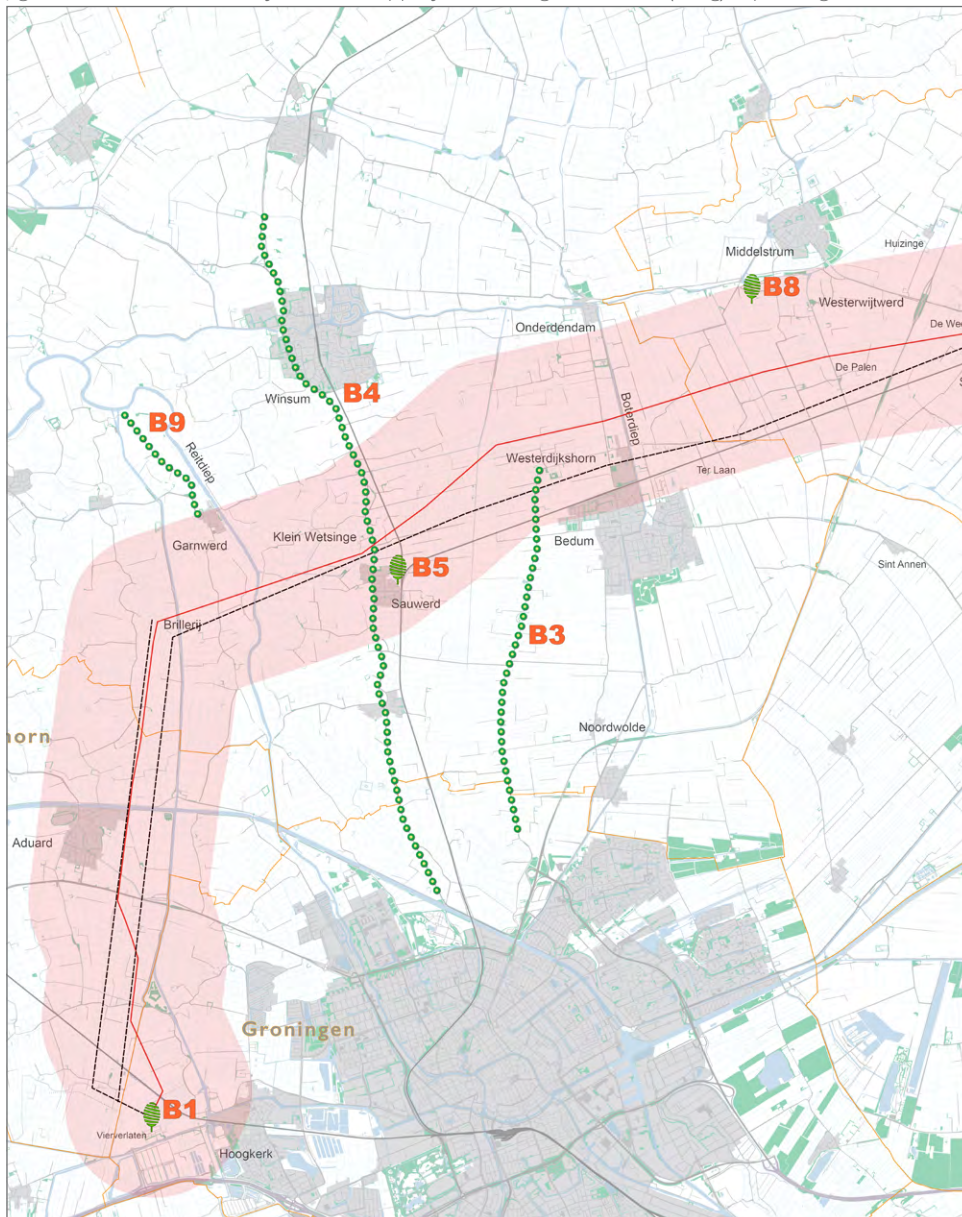 Middelstrum
Huizinge
B8
Westerwijtwerd
Onderdendam
De Wee
De Palen
B4
Winsum
B9
Boterdiep
Reitdiep
Westerdijkshorn
Ter Laan
Garnwerd
Klein Wetsinge
Bedum
B5
Sint Annen
Sauwerd
Brillerij
B3
Noordwolde
horn
Aduard
Groningen
B1
Vierverlaten
Hoogkerk